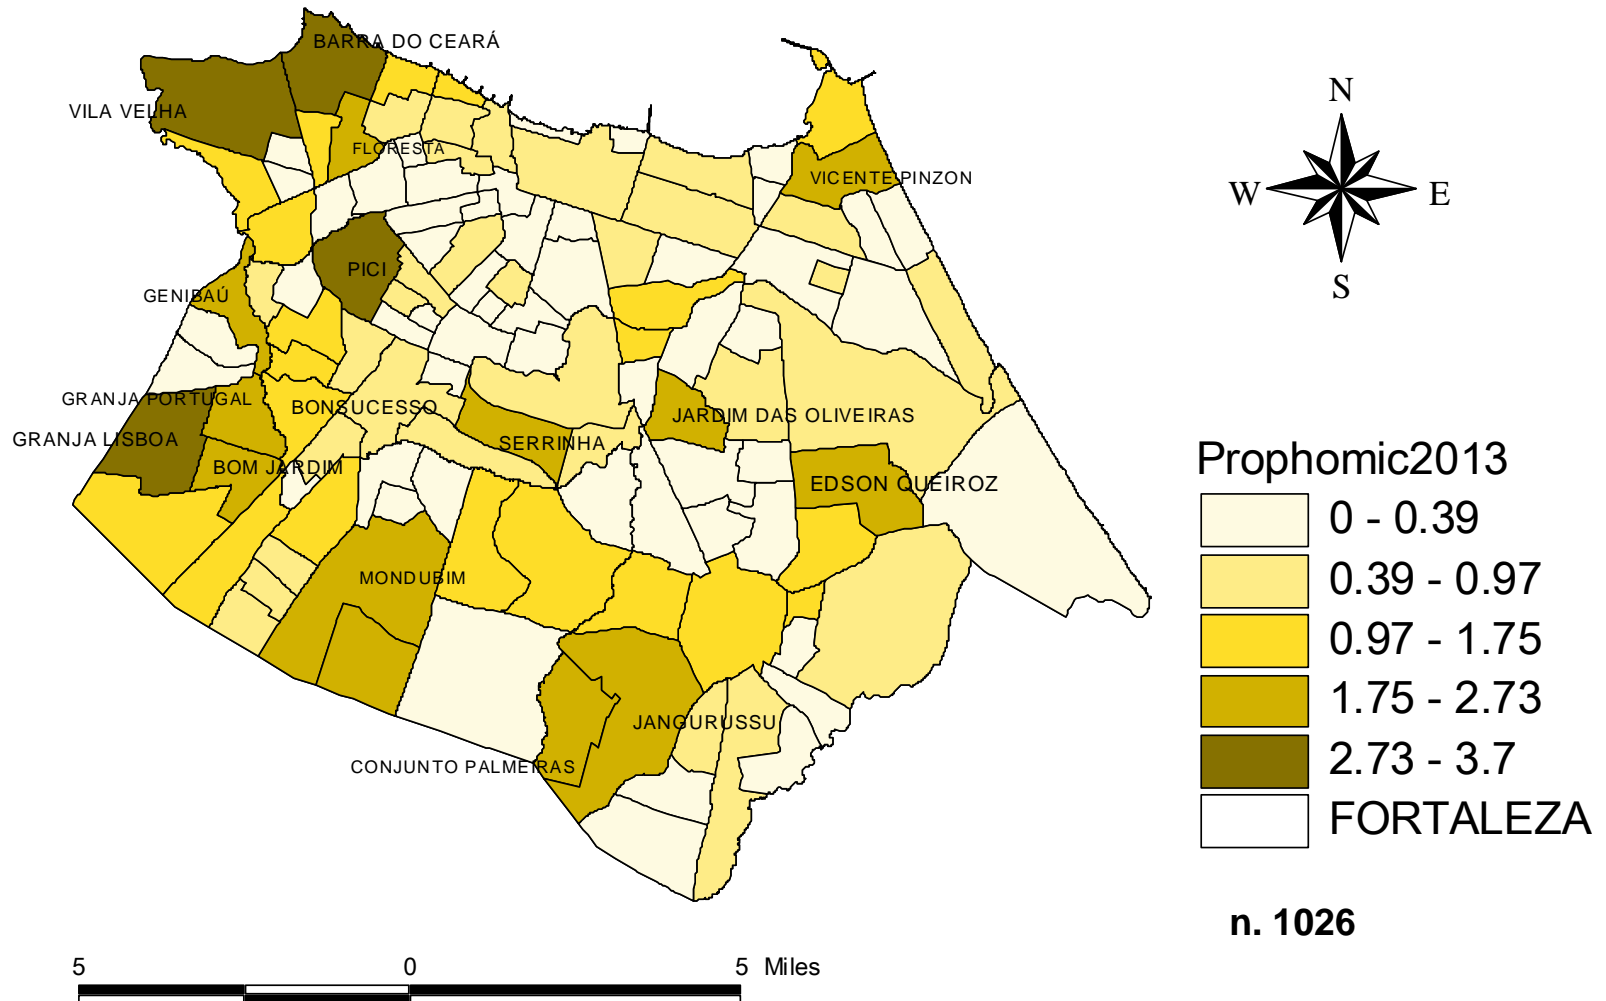 BARRA DO CEARÁ
VILA VELHA
FLORESTA
VICENTE PINZON
PICI
GENIBAÚ
GRANJA PORTUGAL
BONSUCESSO
JARDIM DAS OLIVEIRAS
GRANJA LISBOA
SERRINHA
BOM JARDIM
EDSON QUEIROZ
MONDUBIM
JANGURUSSU
CONJUNTO PALMEIRAS
N
W
E
S
Prophomic2013
0 - 0.39
0.39 - 0.97
0.97 - 1.75
1.75 - 2.73
2.73 - 3.7
FORTALEZA
n. 1026
5 0 5 Miles